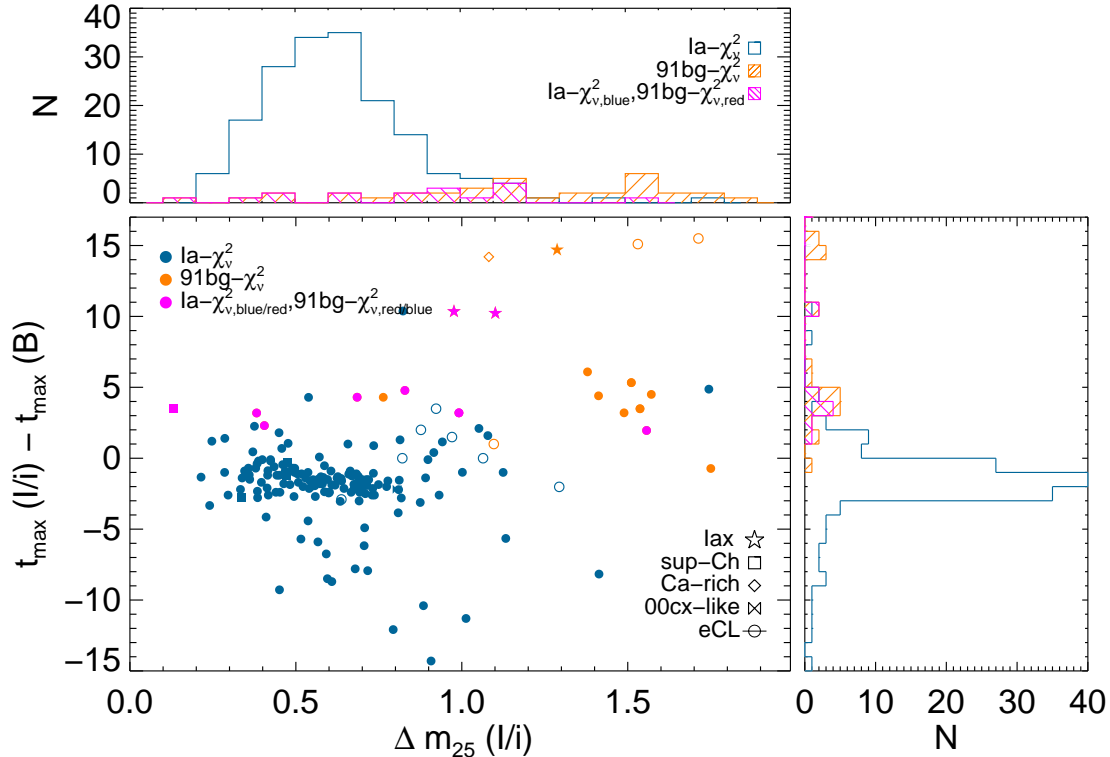 40
30
20
10
0
N
Ia−χ²ν
91bg−χ²ν
Ia−χ²ν,blue,91bg−χ²ν,red
15
10
5
0
−5
−10
−15
tmax (I/i) − tmax (B)
Ia−χ²ν
91bg−χ²ν
Ia−χ²ν,blue/red,91bg−χ²ν,red/blue
Iax
sup−Ch
Ca−rich
00cx−like
eCL
0.0 0.5 1.0 1.5
Δ m25 (I/i)
0 10 20 30 40
N